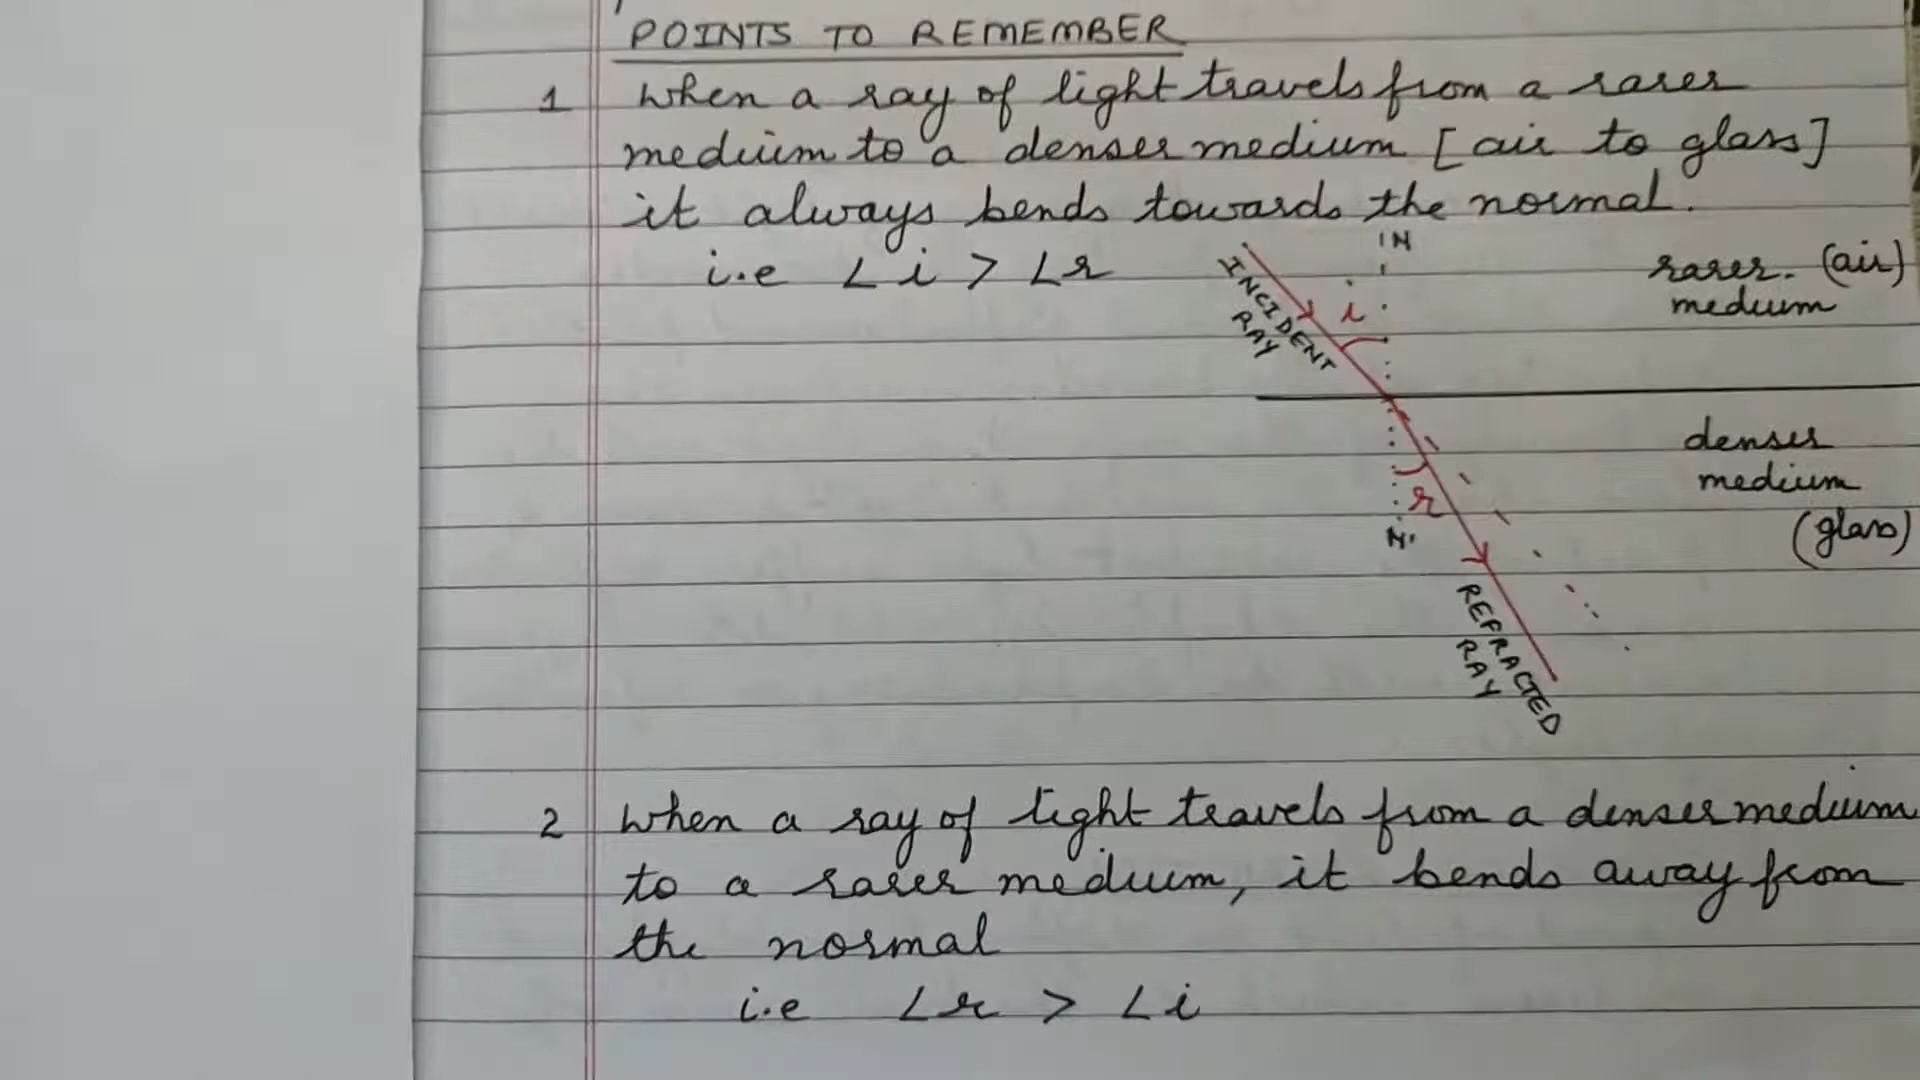 POINTS TO REMEMBER
1 When a ray of light travels from a rarer
medium to a denser medium [air to glass]
it always bends towards the normal.
i.e ∠i > ∠r
N
INCIDENT
RAY
i
rarer. (air)
medium
denser
medium
(glass)
r
N'
REFRACTED
RAY
2 When a ray of light travels from a denser medium
to a rarer medium, it bends away from
the normal
i.e ∠r > ∠i